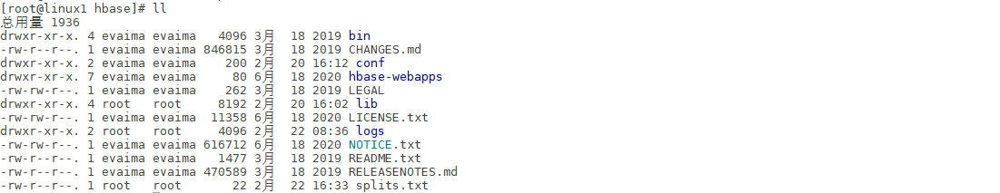 [root@linux1 hbase]# ll
总用量 1936
drwxr-xr-x. 4 evaima evaima   4096 3月  18 2019 bin
-rw-rw-r--. 1 evaima evaima 846815 3月  18 2019 CHANGES.md
drwxr-xr-x. 2 evaima evaima    200 2月  20 16:12 conf
drwxr-xr-x. 7 evaima evaima     80 6月  18 2020 hbase-webapps
-rw-rw-r--. 1 evaima evaima    262 3月  18 2019 LEGAL
drwxr-xr-x. 4 root   root     8192 2月  20 16:02 lib
-rw-rw-r--. 1 evaima evaima  11358 6月  18 2020 LICENSE.txt
drwxr-xr-x. 2 root   root     4096 2月  22 08:36 logs
-rw-rw-r--. 1 evaima evaima 616712 6月  18 2020 NOTICE.txt
-rw-r--r--. 1 evaima evaima   1477 3月  18 2019 README.txt
-rw-r--r--. 1 evaima evaima 470589 3月  18 2019 RELEASENOTES.md
-rw-r--r--. 1 root   root       22 2月  22 16:33 splits.txt